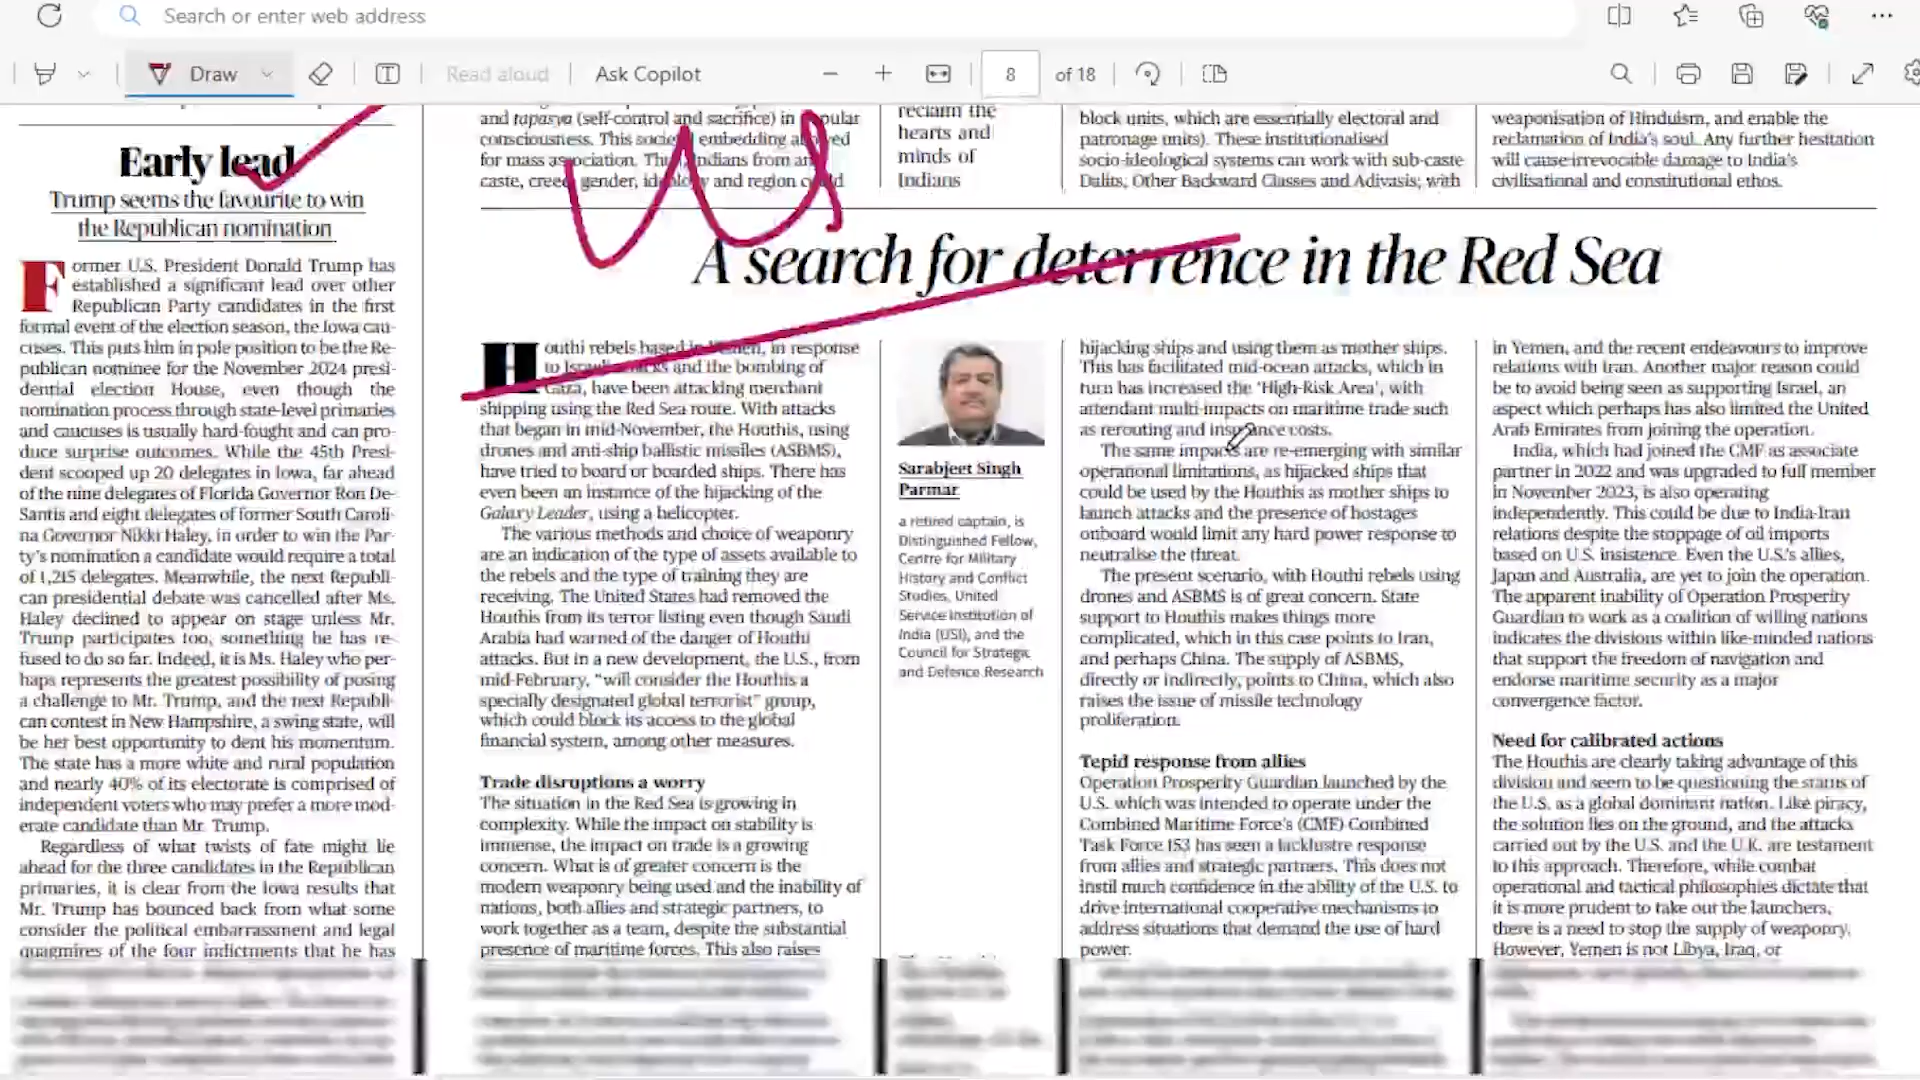 Search or enter web address
Draw
Read aloud
Ask Copilot
8
of 18
Early lead
Trump seems the favourite to win
the Republican nomination
Former U.S. President Donald Trump has
established a significant lead over other
Republican Party candidates in the first
formal event of the election season, the Iowa cau-
cuses. This puts him in pole position to be the Re-
publican nominee for the November 2024 presi-
dential election House, even though the
nomination process through state-level primaries
and caucuses is usually hard-fought and can pro-
duce surprise outcomes. While the 45th Presi-
dent scooped up 20 delegates in Iowa, far ahead
of the nine delegates of Florida Governor Ron De-
Santis and eight delegates of former South Caroli-
na Governor Nikki Haley, in order to win the Par-
ty's nomination a candidate would require a total
of 1,215 delegates. Meanwhile, the next Republi-
can presidential debate was cancelled after Ms.
Haley declined to appear on stage unless Mr.
Trump participates too, something he has re-
fused to do so far. Indeed, it is Ms. Haley who per-
haps represents the greatest possibility of posing
a challenge to Mr. Trump, and the next Republi-
can contest in New Hampshire, a swing state, will
be her best opportunity to dent his momentum.
The state has a more white and rural population
and nearly 40% of its electorate is comprised of
independent voters who may prefer a more mod-
erate candidate than Mr. Trump.
Regardless of what twists of fate might lie
ahead for the three candidates in the Republican
primaries, it is clear from the Iowa results that
Mr. Trump has bounced back from what some
consider the political embarrassment and legal
quagmires of the four indictments that he has
and tapasya (self-control and sacrifice) in popular
consciousness. This societal embedding allowed
for mass association. Thus, Indians from any
caste, creed, gender, ideology and region could
reclaim the
hearts and
minds of
Indians
block units, which are essentially electoral and
patronage units). These institutionalised
socio-ideological systems can work with sub-caste
Dalits, Other Backward Classes and Adivasis; with
weaponisation of Hinduism, and enable the
reclamation of India's soul. Any further hesitation
will cause irrevocable damage to India's
civilisational and constitutional ethos.
A search for deterrence in the Red Sea
Houthi rebels based in Yemen, in response
to Israel's attacks and the bombing of
Gaza, have been attacking merchant
shipping using the Red Sea route. With attacks
that began in mid-November, the Houthis, using
drones and anti-ship ballistic missiles (ASBMS),
have tried to board or boarded ships. There has
even been an instance of the hijacking of the
Galaxy Leader, using a helicopter.
The various methods and choice of weaponry
are an indication of the type of assets available to
the rebels and the type of training they are
receiving. The United States had removed the
Houthis from its terror listing even though Saudi
Arabia had warned of the danger of Houthi
attacks. But in a new development, the U.S., from
mid-February, "will consider the Houthis a
specially designated global terrorist" group,
which could block its access to the global
financial system, among other measures.
Trade disruptions a worry
The situation in the Red Sea is growing in
complexity. While the impact on stability is
immense, the impact on trade is a growing
concern. What is of greater concern is the
modern weaponry being used and the inability of
nations, both allies and strategic partners, to
work together as a team, despite the substantial
presence of maritime forces. This also raises
Sarabjeet Singh
Parmar
a retired captain, is
Distinguished Fellow,
Centre for Military
History and Conflict
Studies, United
Service Institution of
India (USI), and the
Council for Strategic
and Defence Research
hijacking ships and using them as mother ships.
This has facilitated mid-ocean attacks, which in
turn has increased the 'High-Risk Area', with
attendant multi-impacts on maritime trade such
as rerouting and insurance costs.
The same impacts are re-emerging with similar
operational limitations, as hijacked ships that
could be used by the Houthis as mother ships to
launch attacks and the presence of hostages
onboard would limit any hard power response to
neutralise the threat.
The present scenario, with Houthi rebels using
drones and ASBMS is of great concern. State
support to Houthis makes things more
complicated, which in this case points to Iran,
and perhaps China. The supply of ASBMS,
directly or indirectly, points to China, which also
raises the issue of missile technology
proliferation.
Tepid response from allies
Operation Prosperity Guardian launched by the
U.S. which was intended to operate under the
Combined Maritime Force's (CMF) Combined
Task Force 153 has seen a lacklustre response
from allies and strategic partners. This does not
instil much confidence in the ability of the U.S. to
drive international cooperative mechanisms to
address situations that demand the use of hard
power.
in Yemen, and the recent endeavours to improve
relations with Iran. Another major reason could
be to avoid being seen as supporting Israel, an
aspect which perhaps has also limited the United
Arab Emirates from joining the operation.
India, which had joined the CMF as associate
partner in 2022 and was upgraded to full member
in November 2023, is also operating
independently. This could be due to India-Iran
relations despite the stoppage of oil imports
based on U.S. insistence. Even the U.S.'s allies,
Japan and Australia, are yet to join the operation.
The apparent inability of Operation Prosperity
Guardian to work as a coalition of willing nations
indicates the divisions within like-minded nations
that support the freedom of navigation and
endorse maritime security as a major
convergence factor.
Need for calibrated actions
The Houthis are clearly taking advantage of this
division and seem to be questioning the status of
the U.S. as a global dominant nation. Like piracy,
the solution lies on the ground, and the attacks
carried out by the U.S. and the U.K. are testament
to this approach. Therefore, while combat
operational and tactical philosophies dictate that
it is more prudent to take out the launchers,
there is a need to stop the supply of weaponry.
However, Yemen is not Libya, Iraq, or